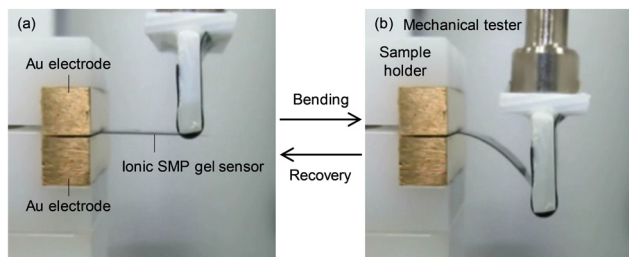 (a)
Au electrode
Ionic SMP gel sensor
Au electrode
Bending
Recovery
(b) Mechanical tester
Sample
holder